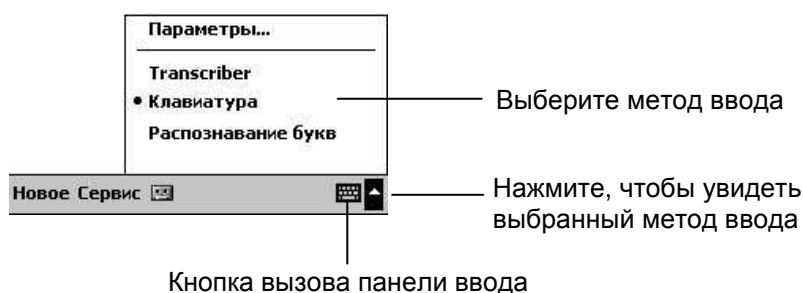 Параметры...
Transcriber
Клавиатура
Распознавание букв
Выберите метод ввода
Новое Сервис
Нажмите, чтобы увидеть
выбранный метод ввода
Кнопка вызова панели ввода